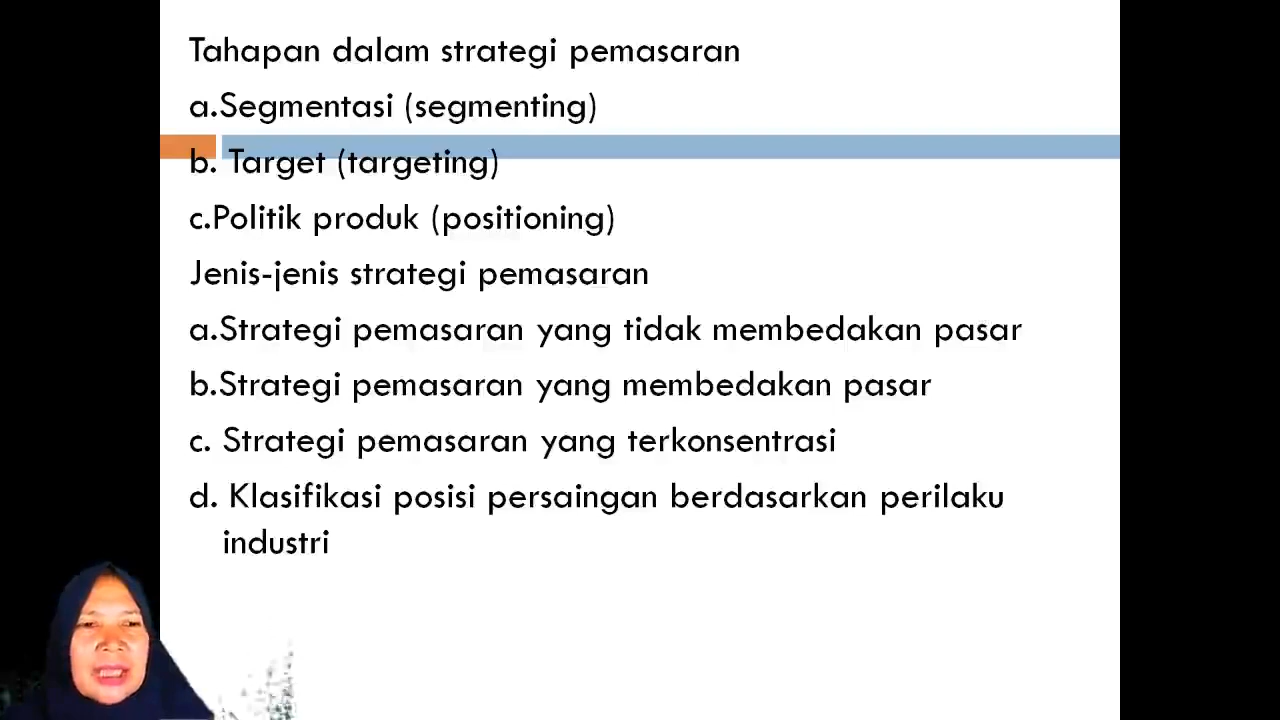 Tahapan dalam strategi pemasaran
a.Segmentasi (segmenting)
b. Target (targeting)
c.Politik produk (positioning)
Jenis-jenis strategi pemasaran
a.Strategi pemasaran yang tidak membedakan pasar
b.Strategi pemasaran yang membedakan pasar
c. Strategi pemasaran yang terkonsentrasi
d. Klasifikasi posisi persaingan berdasarkan perilaku
industri